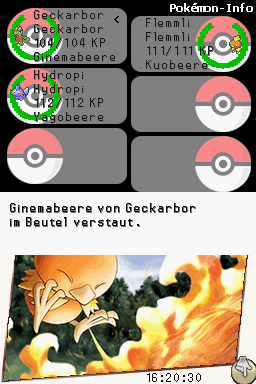 Pokémon-Info
Geckarbor
Geckarbor
104/104 KP
Ginemabeere
Flemmli
Flemmli
111/111 KP
Kuobeere
Hydropi
Hydropi
112/112 KP
Yagobeere
Ginemabeere von Geckarbor
im Beutel verstaut.
16:20:30